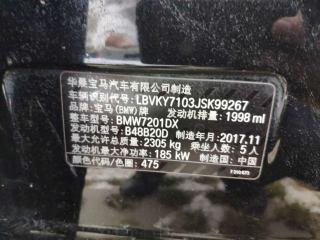 华晨宝马汽车有限公司制造
车辆识别代号: LBVKY7103JSK99267
品牌: 宝马(BMW)牌 发动机排量: 1998 ml
整车型号: BMW7201DX
发动机型号: B48B20D 制造年月: 2017.11
最大允许总质量: 2305 kg 乘坐人数: 5人
发动机最大净功率: 185 kW 制造国: 中国
颜色代码/色图: 475